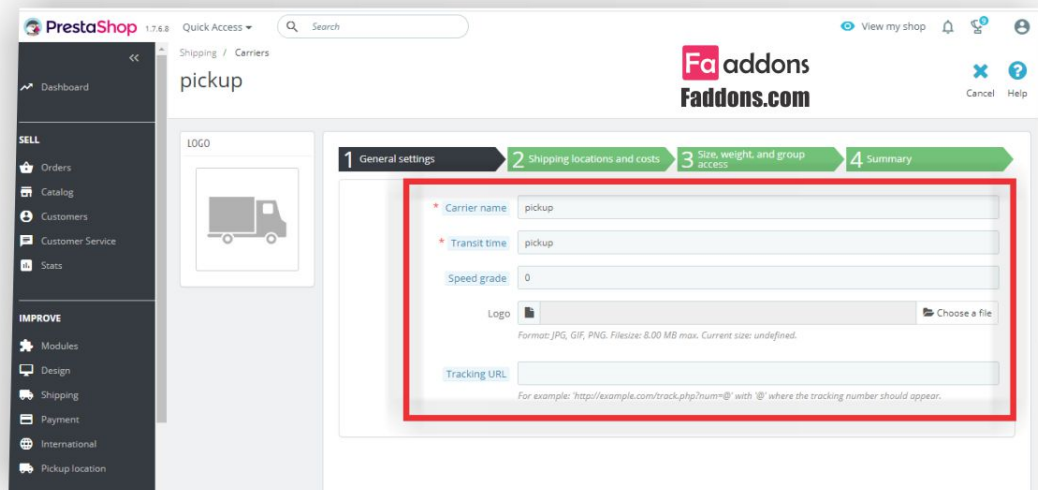 PrestaShop 1.7.6.8 Quick Access Search View my shop
9
Shipping / Carriers
pickup
Fa addons
Faddons.com
Cancel Help
Dashboard
SELL
Orders
Catalog
Customers
Customer Service
Stats
IMPROVE
Modules
Design
Shipping
Payment
International
Pickup location
LOGO
1 General settings
2 Shipping locations and costs
3 Size, weight, and group
access
4 Summary
* Carrier name pickup
* Transit time pickup
Speed grade 0
Logo Choose a file
Format: JPG, GIF, PNG. Filesize: 8.00 MB max. Current size: undefined.
Tracking URL
For example: 'http://example.com/track.php?num=@' with '@' where the tracking number should appear.